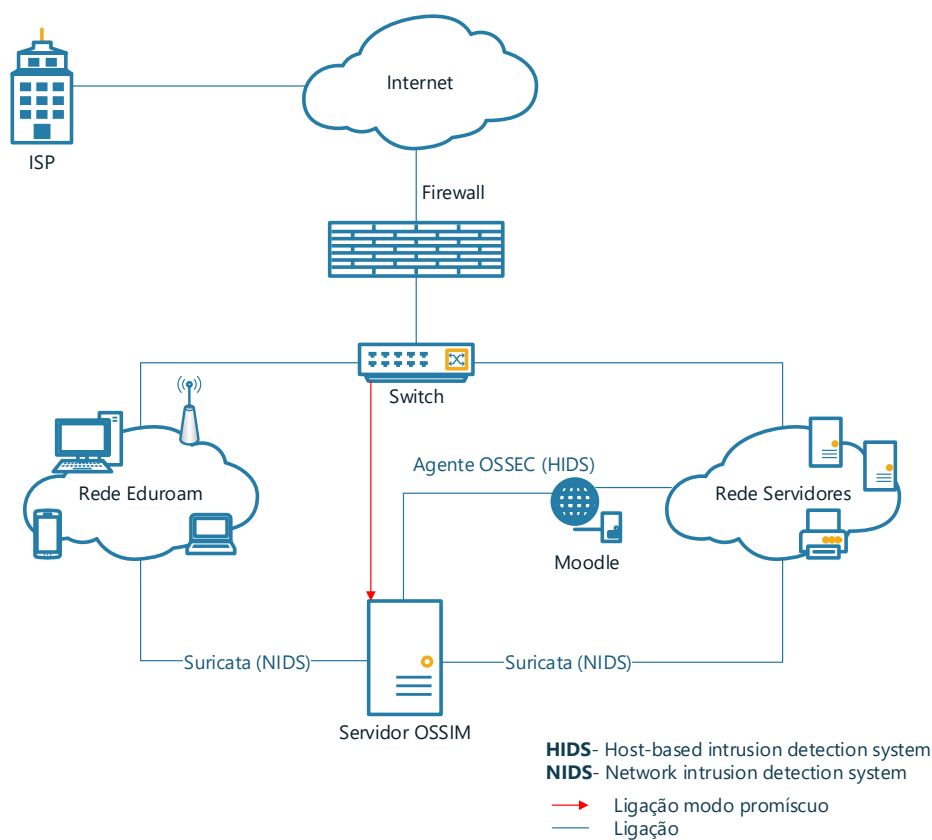 Internet
ISP
Firewall
Switch
Agente OSSEC (HIDS)
Rede Eduroam
Rede Servidores
Moodle
Suricata (NIDS)
Suricata (NIDS)
Servidor OSSIM
HIDS- Host-based intrusion detection system
NIDS- Network intrusion detection system
Ligação modo promíscuo
Ligação